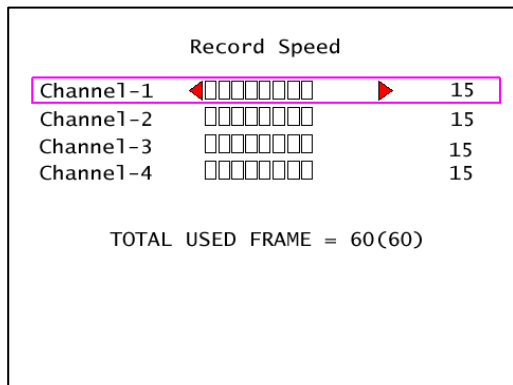 Record Speed
Channel-1 15
Channel-2 15
Channel-3 15
Channel-4 15
TOTAL USED FRAME = 60(60)